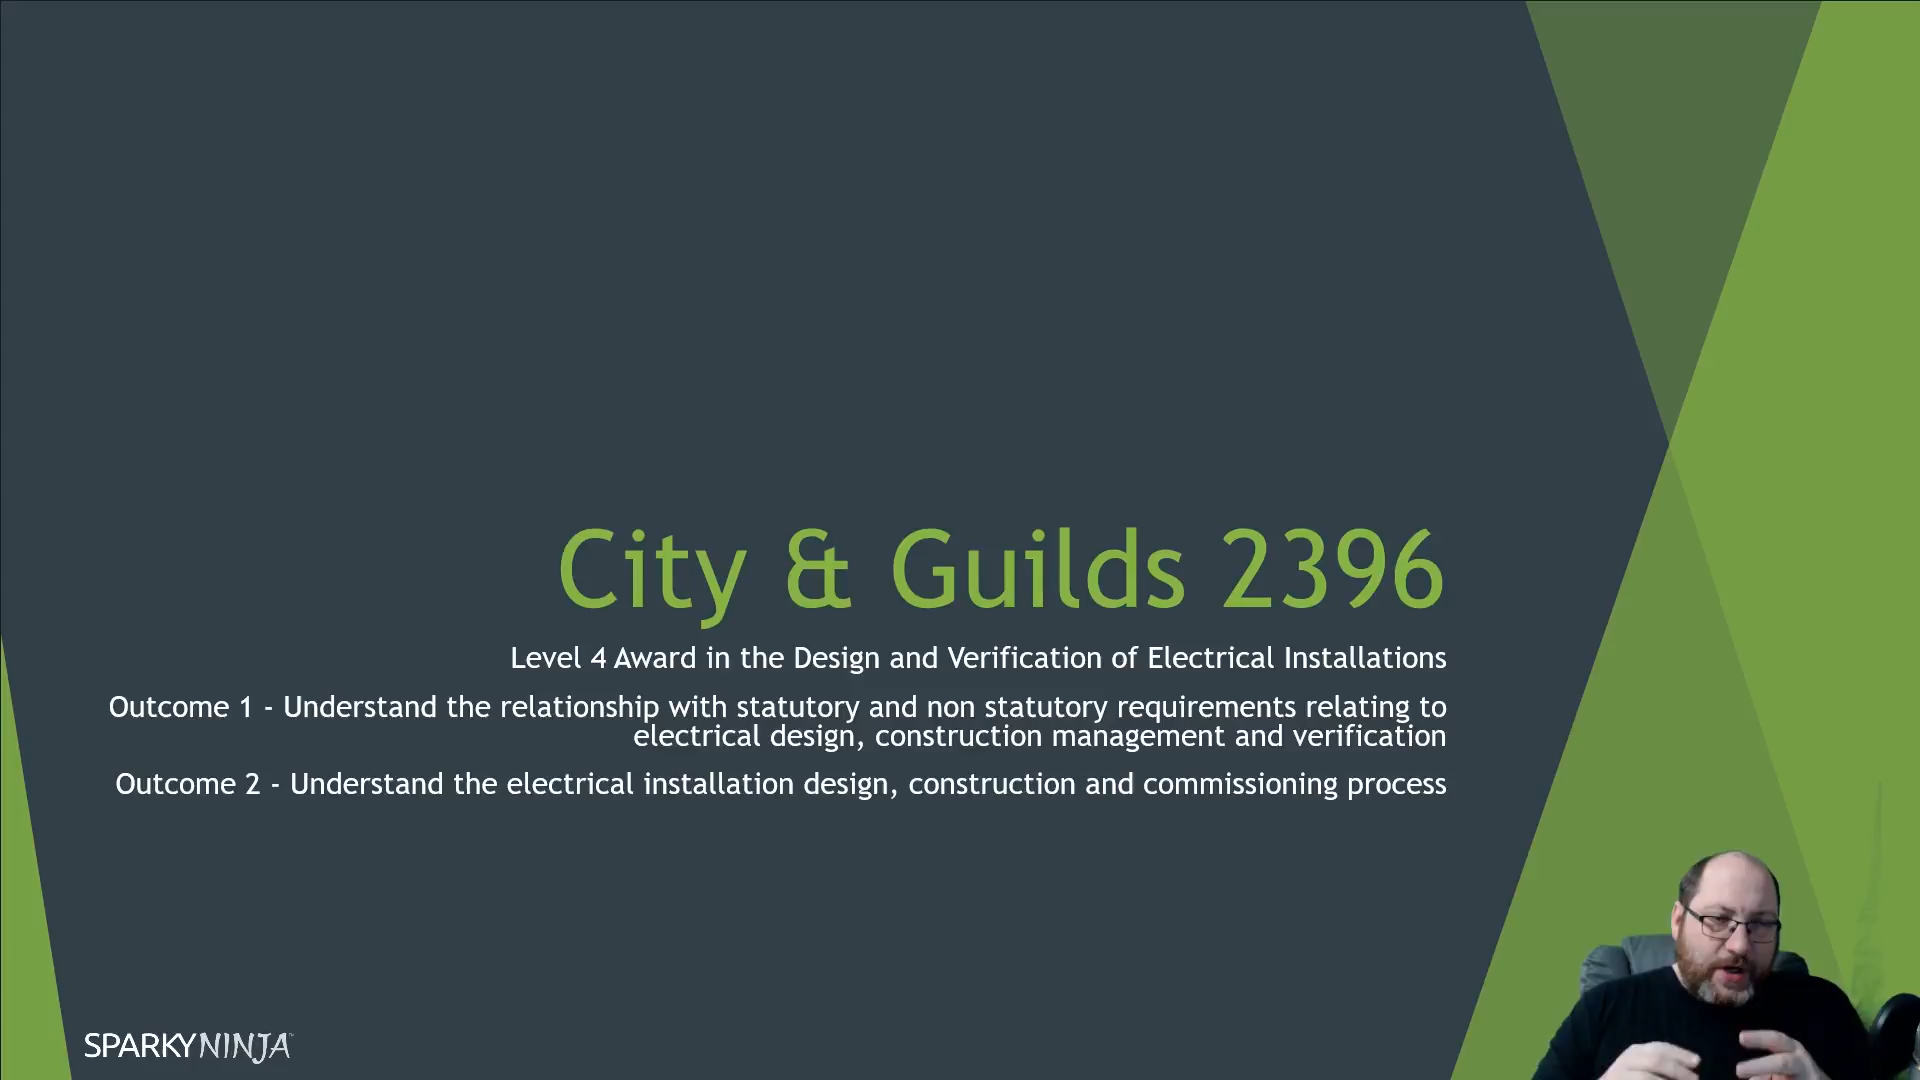 City & Guilds 2396
Level 4 Award in the Design and Verification of Electrical Installations
Outcome 1 - Understand the relationship with statutory and non statutory requirements relating to
electrical design, construction management and verification
Outcome 2 - Understand the electrical installation design, construction and commissioning process
SPARKYNINJA